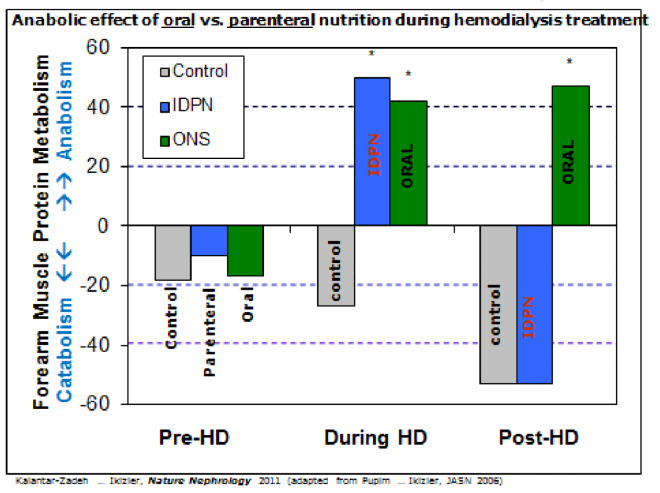 Anabolic effect of oral vs. parenteral nutrition during hemodialysis treatment
Forearm Muscle Protein Metabolism
Catabolism ← ← → → Anabolism
60
40
20
0
-20
-40
-60
Control
IDPN
ONS
*
*
*
IDPN
ORAL
ORAL
Control
Parenteral
Oral
control
control
IDPN
Pre-HD
During HD
Post-HD
Kalantar-Zadeh ... Ikizler, Nature Nephrology 2011 (adapted from Pupim ... Ikizler, JASN 2006)